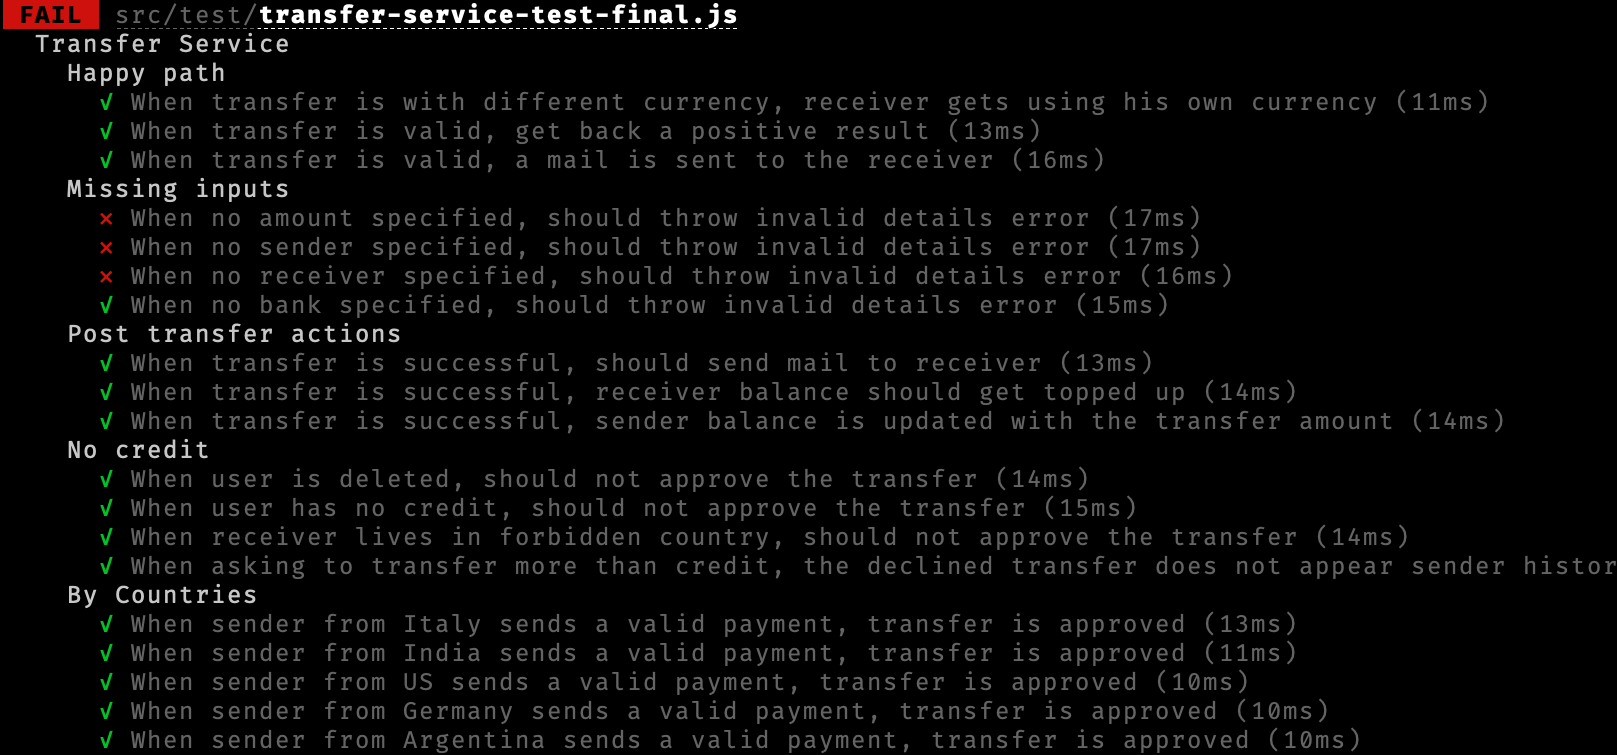 FAIL src/test/transfer-service-test-final.js
Transfer Service
Happy path
√ When transfer is with different currency, receiver gets using his own currency (11ms)
√ When transfer is valid, get back a positive result (13ms)
√ When transfer is valid, a mail is sent to the receiver (16ms)
Missing inputs
× When no amount specified, should throw invalid details error (17ms)
× When no sender specified, should throw invalid details error (17ms)
× When no receiver specified, should throw invalid details error (16ms)
√ When no bank specified, should throw invalid details error (15ms)
Post transfer actions
√ When transfer is successful, should send mail to receiver (13ms)
√ When transfer is successful, receiver balance should get topped up (14ms)
√ When transfer is successful, sender balance is updated with the transfer amount (14ms)
No credit
√ When user is deleted, should not approve the transfer (14ms)
√ When user has no credit, should not approve the transfer (15ms)
√ When receiver lives in forbidden country, should not approve the transfer (14ms)
√ When asking to transfer more than credit, the declined transfer does not appear sender histor
By Countries
√ When sender from Italy sends a valid payment, transfer is approved (13ms)
√ When sender from India sends a valid payment, transfer is approved (11ms)
√ When sender from US sends a valid payment, transfer is approved (10ms)
√ When sender from Germany sends a valid payment, transfer is approved (10ms)
√ When sender from Argentina sends a valid payment, transfer is approved (10ms)